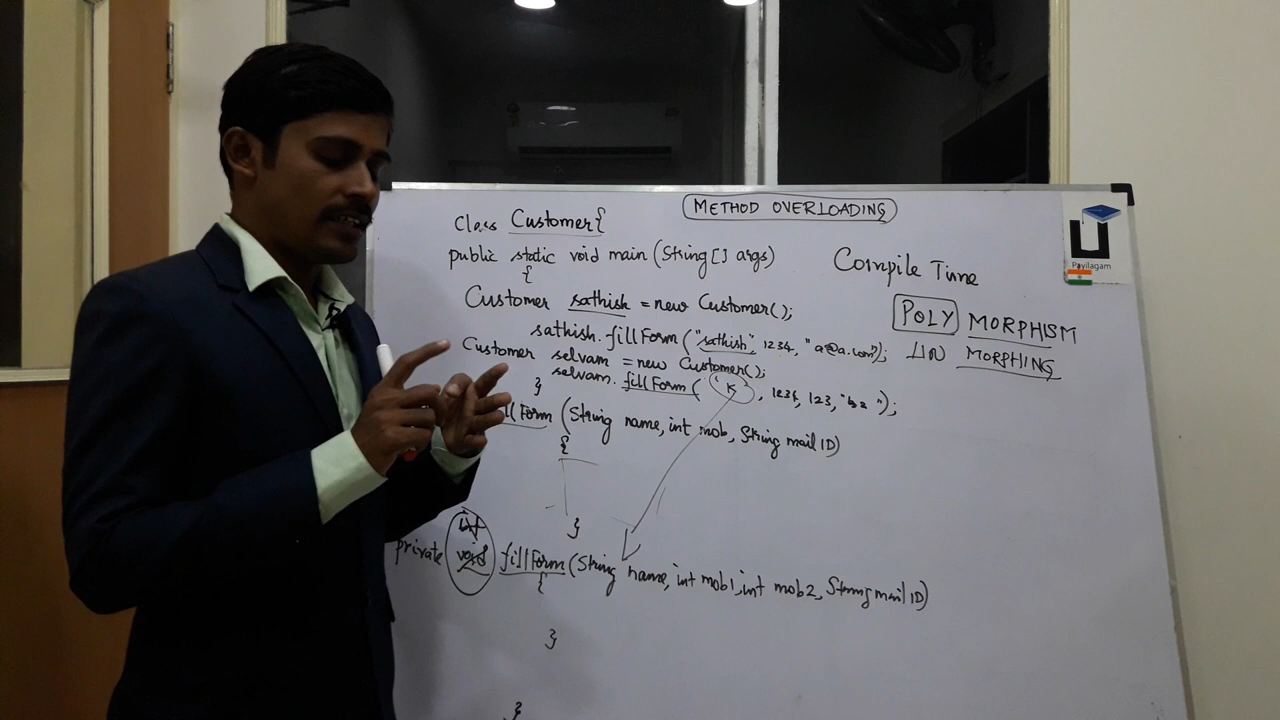 METHOD OVERLOADING
Class Customer{
public static void main (String [] args)
{
Customer sathish = new Customer();
sathish.fillForm ("sathish", 1234, "a@a.com");
Customer selvam = new Customer();
selvam. fillForm ( "K", 1234, 123, " ");
}
Form (String name, int mob, String mail ID)
{
}
private void fillForm (String name, int mob1, int mob2, String mail ID)
{
}
}
Compile Time
POLY MORPHISM
MORPHING
Payilagam